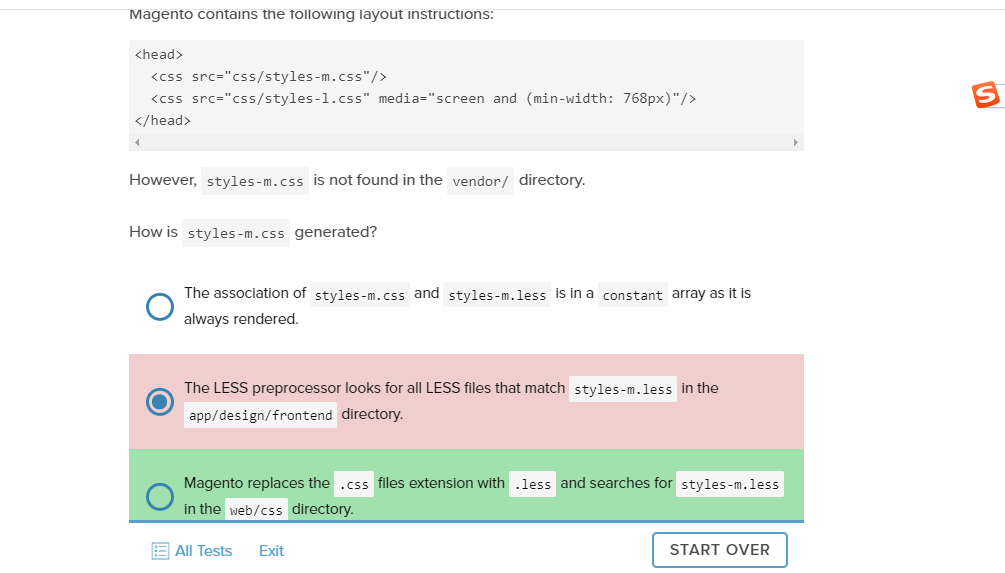 Magento contains the following layout instructions:
<head>
<css src="css/styles-m.css"/>
<css src="css/styles-l.css" media="screen and (min-width: 768px)"/>
</head>
However, styles-m.css is not found in the vendor/ directory.
How is styles-m.css generated?
The association of styles-m.css and styles-m.less is in a constant array as it is
always rendered.
The LESS preprocessor looks for all LESS files that match styles-m.less in the
app/design/frontend directory.
Magento replaces the .css files extension with .less and searches for styles-m.less
in the web/css directory.
All Tests Exit START OVER
S